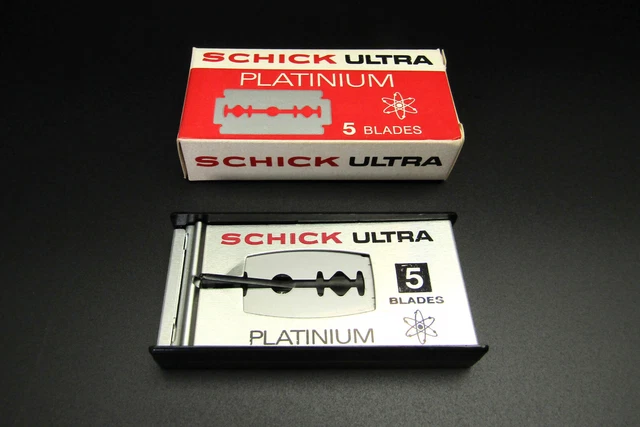 SCHICK ULTRA
PLATINIUM
5 BLADES
SCHICK ULTRA
SCHICK ULTRA
5
BLADES
PLATINIUM